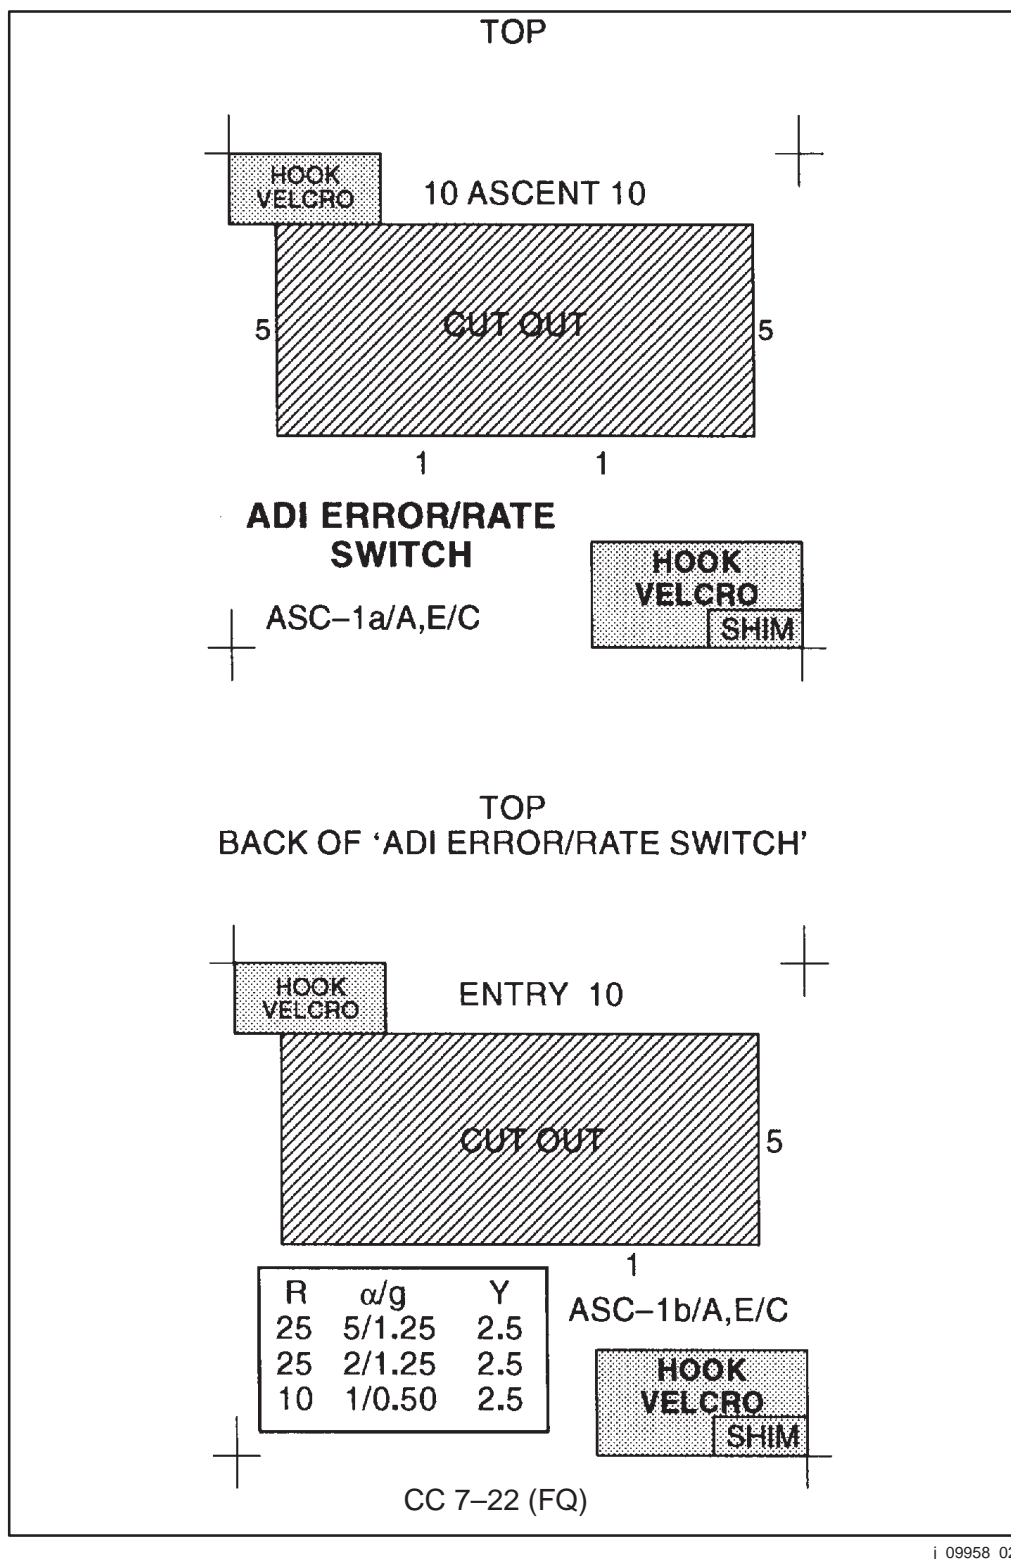 TOP
HOOK
VELCRO
10 ASCENT 10
5 CUT OUT 5
1 1
ADI ERROR/RATE
SWITCH
HOOK
VELCRO
SHIM
ASC–1a/A,E/C
TOP
BACK OF ‘ADI ERROR/RATE SWITCH’
HOOK
VELCRO
ENTRY 10
CUT OUT 5
1
R α/g Y
25 5/1.25 2.5
25 2/1.25 2.5
10 1/0.50 2.5
ASC–1b/A,E/C
HOOK
VELCRO
SHIM
CC 7–22 (FQ)
j_09958_02